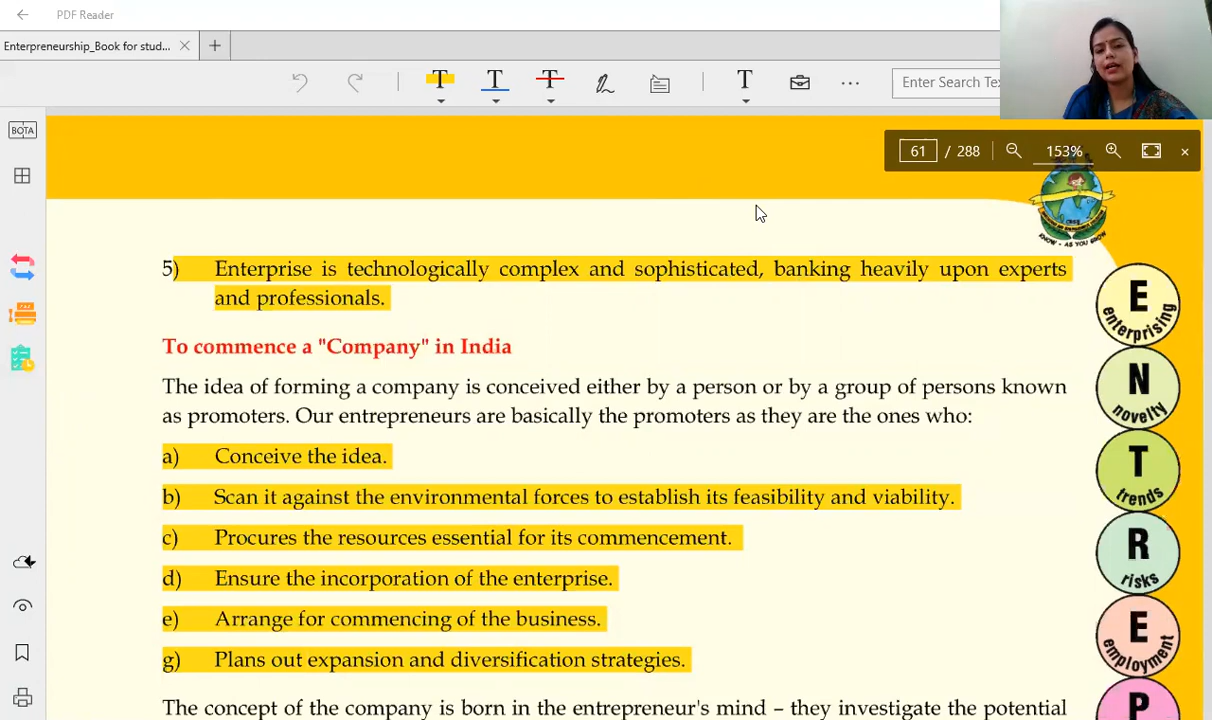 PDF Reader
Enterpreneurship_Book for stud...
T T T T
Enter Search Tex
BOTA
61 / 288 153%
KNOW - AS YOU GROW
5) Enterprise is technologically complex and sophisticated, banking heavily upon experts
and professionals.
To commence a "Company" in India
The idea of forming a company is conceived either by a person or by a group of persons known
as promoters. Our entrepreneurs are basically the promoters as they are the ones who:
a) Conceive the idea.
b) Scan it against the environmental forces to establish its feasibility and viability.
c) Procures the resources essential for its commencement.
d) Ensure the incorporation of the enterprise.
e) Arrange for commencing of the business.
g) Plans out expansion and diversification strategies.
The concept of the company is born in the entrepreneur's mind – they investigate the potential
E
enterprising
N
novelty
T
trends
R
risks
E
employment
P